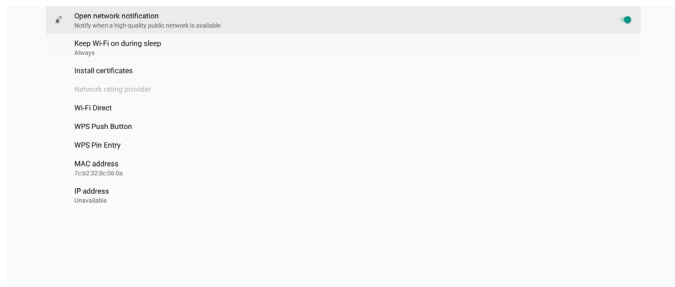 Open network notification
Notify when a high-quality public network is available
Keep Wi-Fi on during sleep
Always
Install certificates
Network rating provider
Wi-Fi Direct
WPS Push Button
WPS Pin Entry
MAC address
7c:b2:32:8c:06:0a
IP address
Unavailable